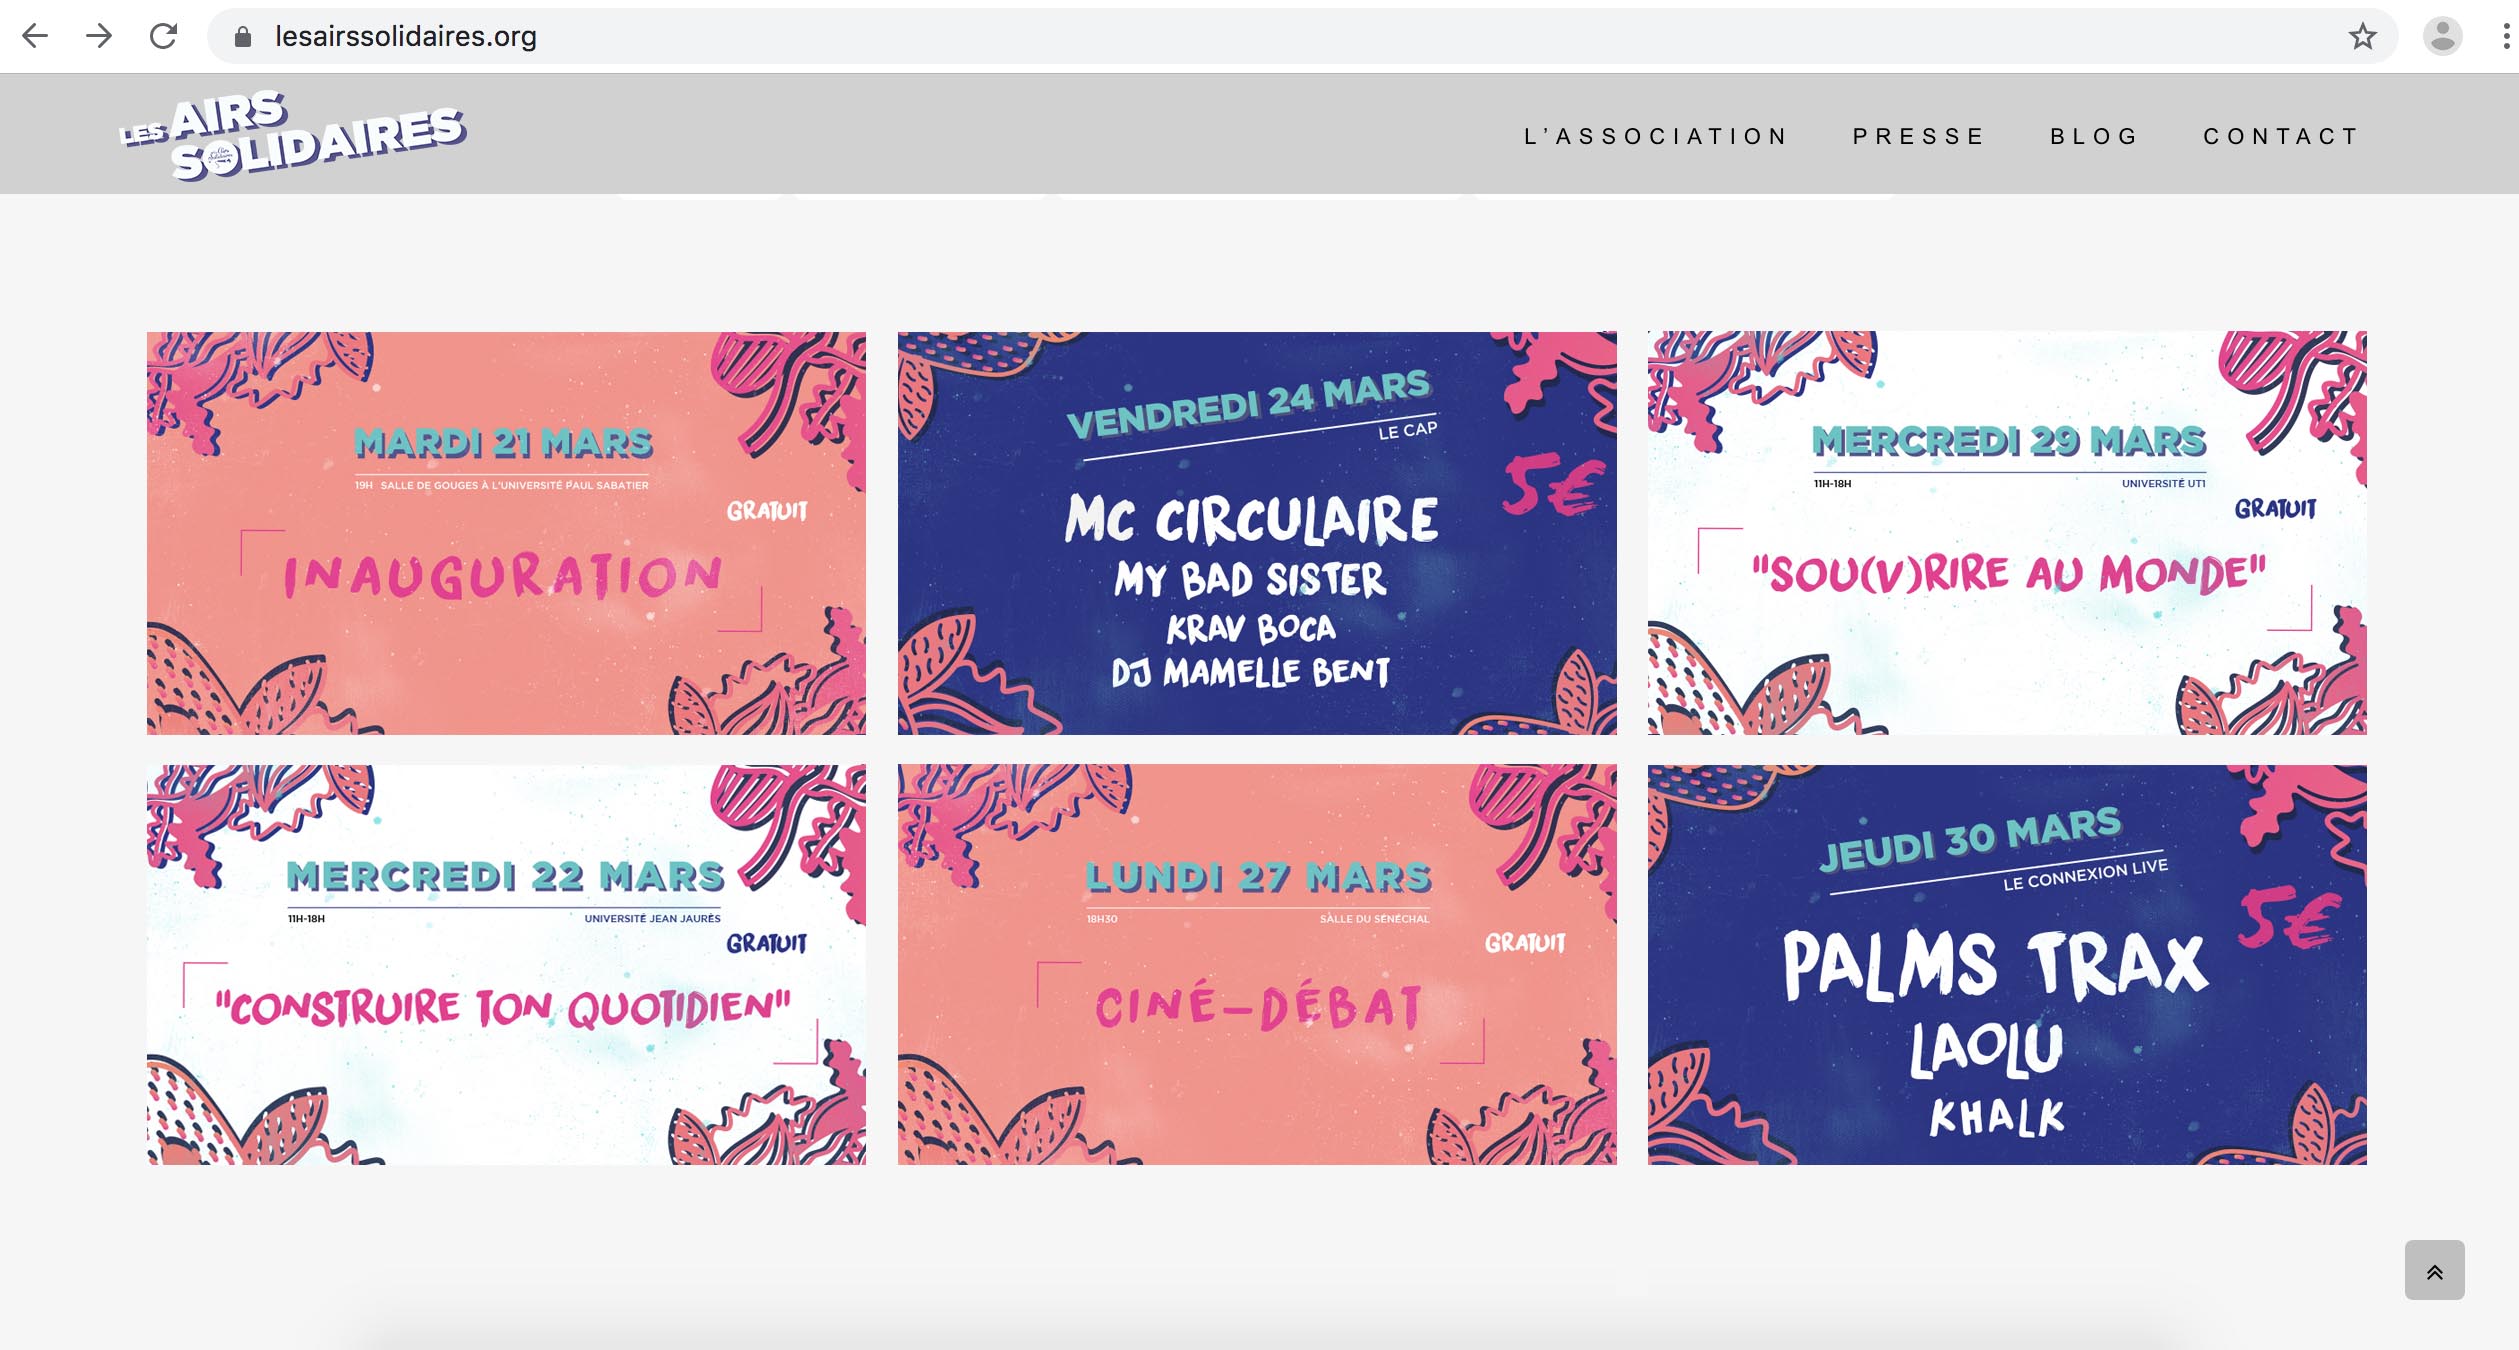 lesairssolidaires.org
LES AIRS
SOLIDAIRES
L'ASSOCIATION PRESSE BLOG CONTACT
MARDI 21 MARS
19H SALLE DE GOUGES À L'UNIVERSITÉ PAUL SABATIER
GRATUIT
INAUGURATION
VENDREDI 24 MARS
LE CAP
5€
MC CIRCULAIRE
MY BAD SISTER
KRAV BOCA
DJ MAMELLE BENT
MERCREDI 29 MARS
11H-18H UNIVERSITÉ UT1
GRATUIT
"SOU(V)RIRE AU MONDE"
MERCREDI 22 MARS
11H-18H UNIVERSITÉ JEAN JAURÈS
GRATUIT
"CONSTRUIRE TON QUOTIDIEN"
LUNDI 27 MARS
18H30 SALLE DU SÉNÉCHAL
GRATUIT
CINÉ-DÉBAT
JEUDI 30 MARS
LE CONNEXION LIVE
5€
PALMS TRAX
LAOLU
KHALK